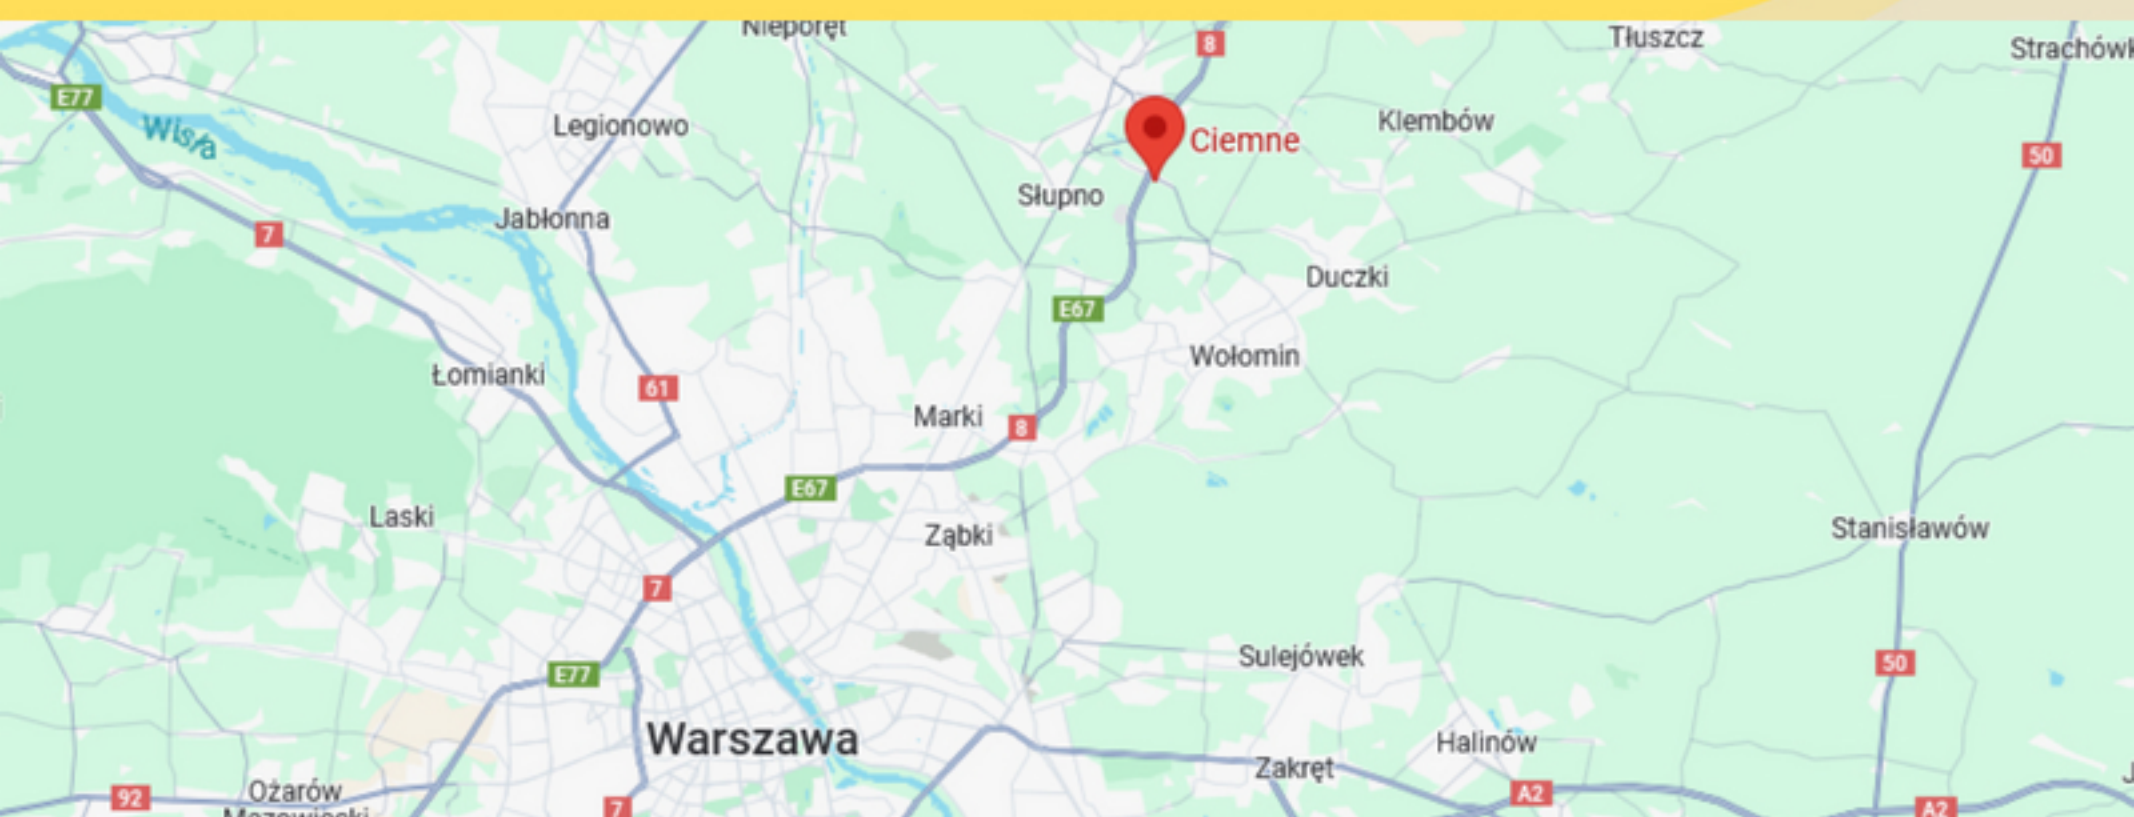 Nieporęt
8
Tłuszcz
Strachówk
E77
Wisła
Legionowo
Ciemne
Klembów
50
Słupno
Jabłonna
7
Duczki
E67
Wołomin
Łomianki
61
Marki
8
E67
Laski
Ząbki
Stanisławów
7
E77
Sulejówek
50
Warszawa
Halinów
Zakręt
92
Ożarów
Mazowiecki
7
A2
A2
J